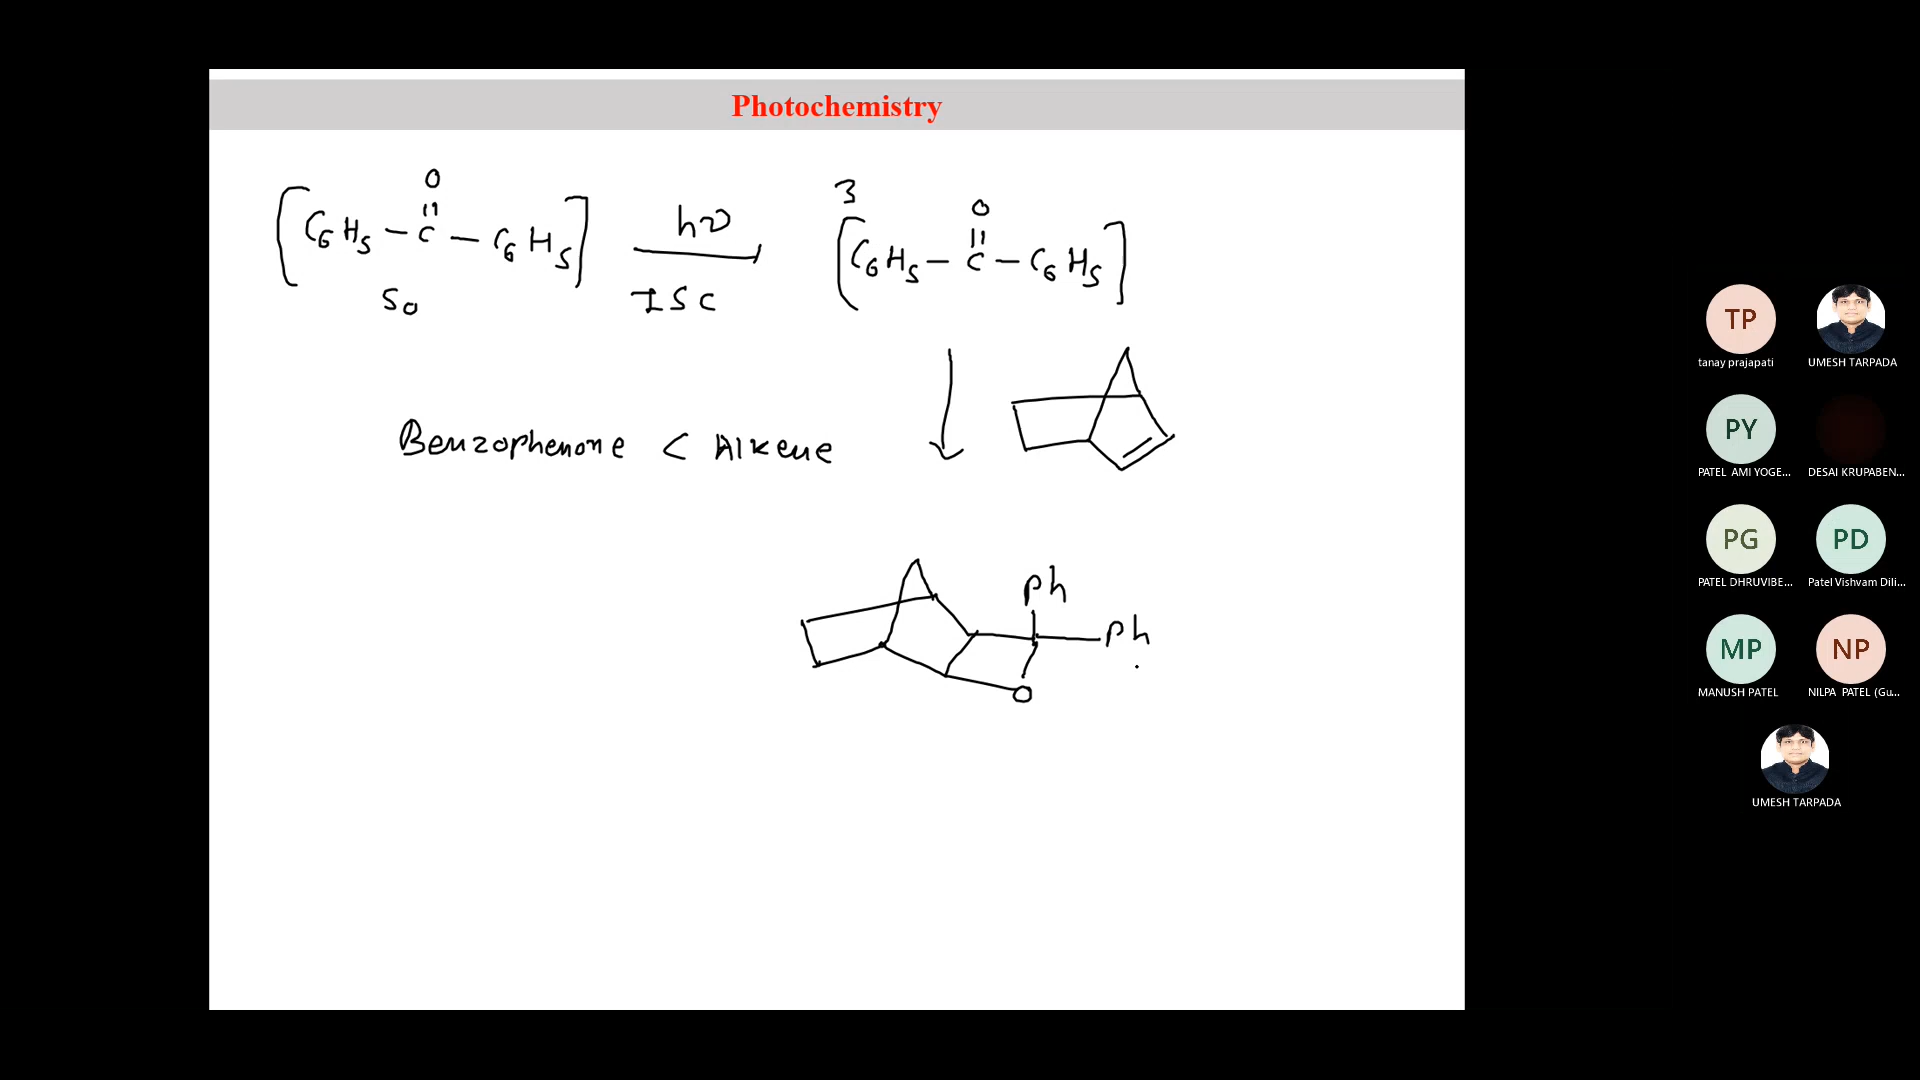 Photochemistry
[C6H5 - C - C6H5]
O
S0
hν
ISC
3
[C6H5 - C - C6H5]
O
Benzophenone < Alkene
Ph
Ph
O
TP
tanay prajapati
UMESH TARPADA
PY
PATEL AMI YOGE...
DESAI KRUPABEN...
PG
PATEL DHRUVIBE...
PD
Patel Vishvam Dili...
MP
MANUSH PATEL
NP
NILPA PATEL (Gu...
UMESH TARPADA